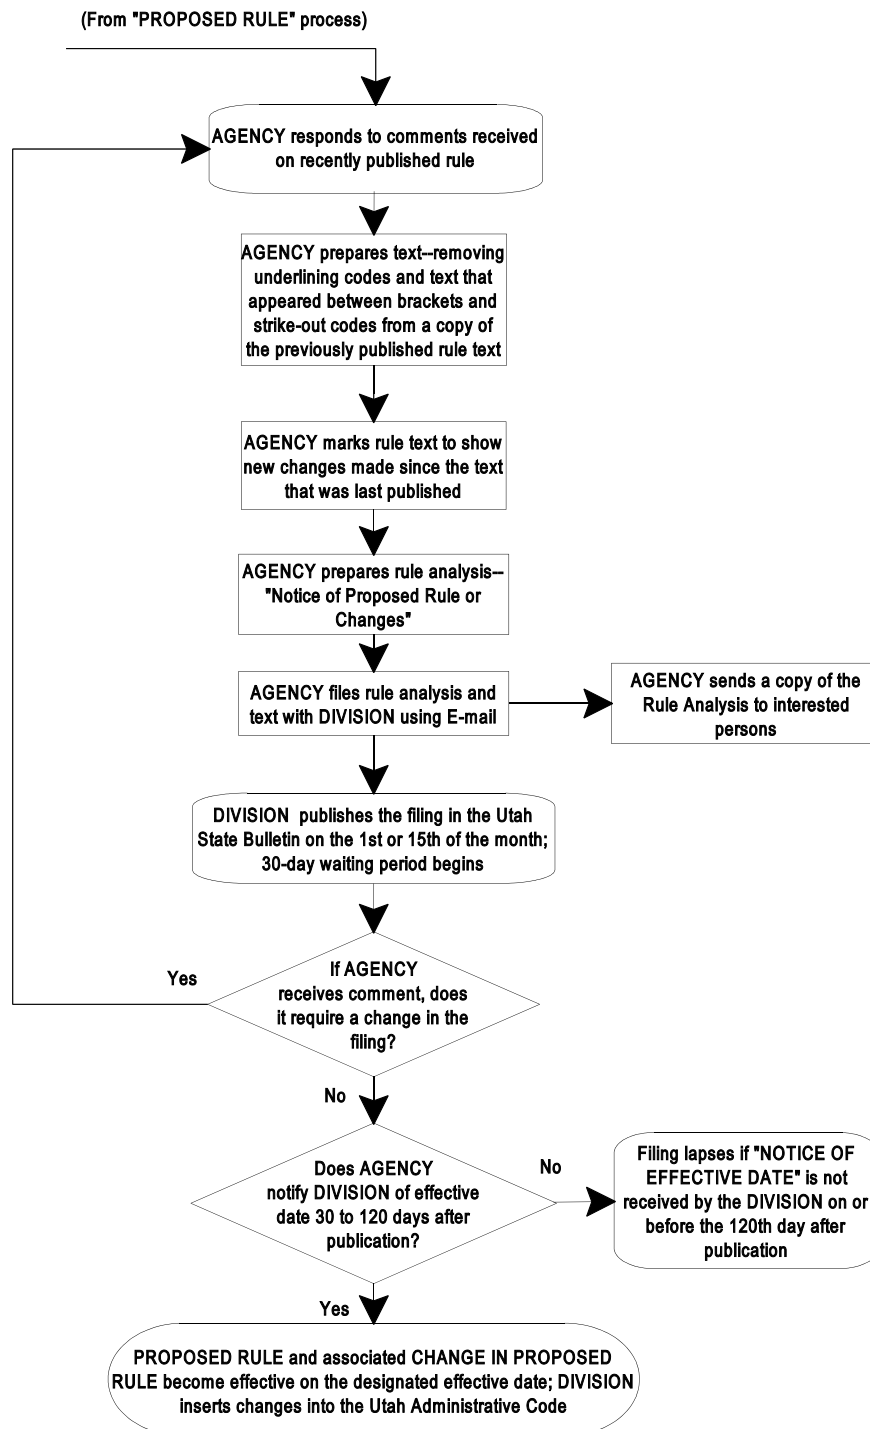 (From "PROPOSED RULE" process)
AGENCY responds to comments received
on recently published rule
AGENCY prepares text--removing
underlining codes and text that
appeared between brackets and
strike-out codes from a copy of
the previously published rule text
AGENCY marks rule text to show
new changes made since the text
that was last published
AGENCY prepares rule analysis--
"Notice of Proposed Rule or
Changes"
AGENCY files rule analysis and
text with DIVISION using E-mail
AGENCY sends a copy of the
Rule Analysis to interested
persons
DIVISION publishes the filing in the Utah
State Bulletin on the 1st or 15th of the month;
30-day waiting period begins
If AGENCY
receives comment, does
it require a change in the
filing?
Yes
No
Does AGENCY
notify DIVISION of effective
date 30 to 120 days after
publication?
No
Filing lapses if "NOTICE OF
EFFECTIVE DATE" is not
received by the DIVISION on or
before the 120th day after
publication
Yes
PROPOSED RULE and associated CHANGE IN PROPOSED
RULE become effective on the designated effective date; DIVISION
inserts changes into the Utah Administrative Code